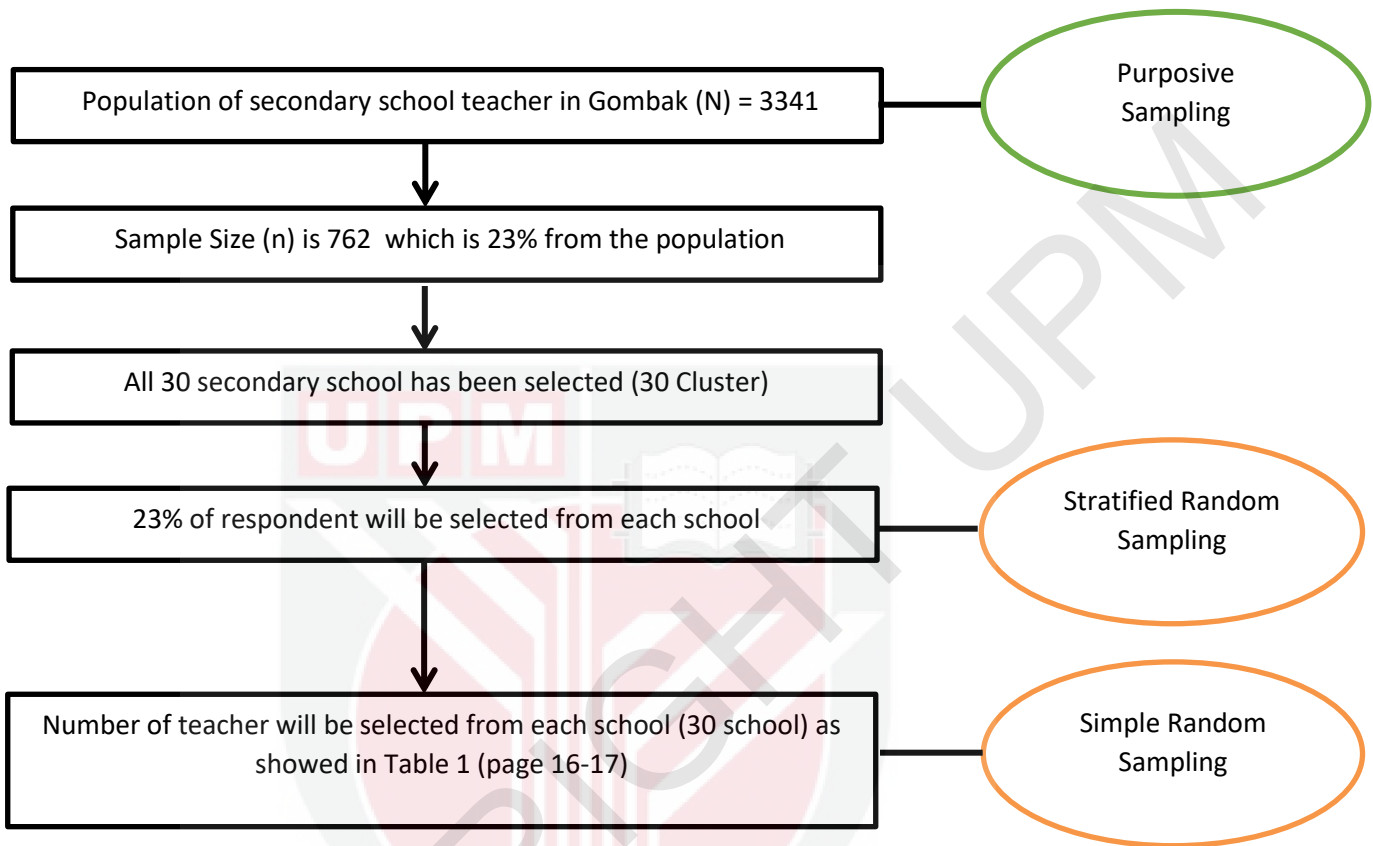 Population of secondary school teacher in Gombak (N) = 3341
Purposive
Sampling
Sample Size (n) is 762 which is 23% from the population
All 30 secondary school has been selected (30 Cluster)
UPM
23% of respondent will be selected from each school
Stratified Random
Sampling
Number of teacher will be selected from each school (30 school) as
showed in Table 1 (page 16-17)
Simple Random
Sampling
PIGHT UPM